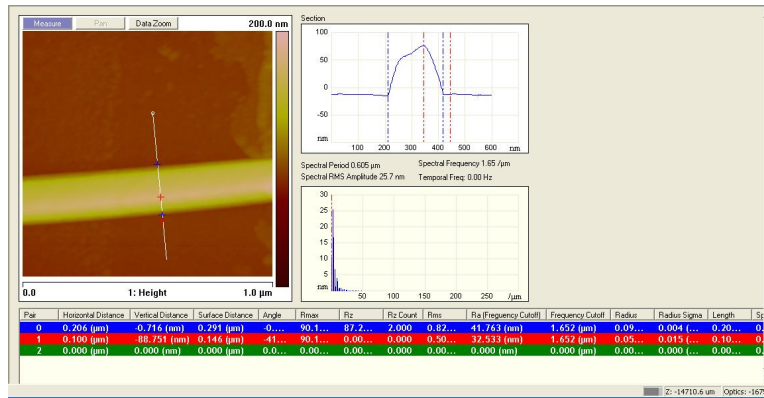 Measure Pan Data Zoom 200.0 nm
0.0 1: Height 1.0 µm
Section
100
50
0
-50
nm
100 200 300 400 500 600 nm
Spectral Period 0.605 µm Spectral Frequency 1.65 /µm
Spectral RMS Amplitude 25.7 nm Temporal Freq: 0.00 Hz
30
25
20
15
10
5
nm
50 100 150 200 250 /µm
Pair Horizontal Distance Vertical Distance Surface Distance Angle Rmax Rz Rz Count Rms Ra (Freguency Cutoff) Frequency Cutoff Radius Radius Sigma Length Sp
0 0.206 (µm) -0.716 (nm) 0.291 (µm) -0.... 90.1... 87.2... 2.000 0.82... 41.763 (nm) 1.652 (µm) 0.09... 0.004 (... 0.20... 0.
1 0.100 (µm) -88.751 (nm) 0.146 (µm) -41... 90.1... 0.00... 0.000 0.50... 32.533 (nm) 1.652 (µm) 0.05... 0.015 (... 0.10... 0.
2 0.000 (µm) 0.000 (nm) 0.000 (µm) 0.0... 0.00... 0.00... 0.000 0.00... 0.000 (nm) 0.000 (µm) 0.00... 0.000 (... 0.00... 0.
Z: -14710.6 um Optics: -1675